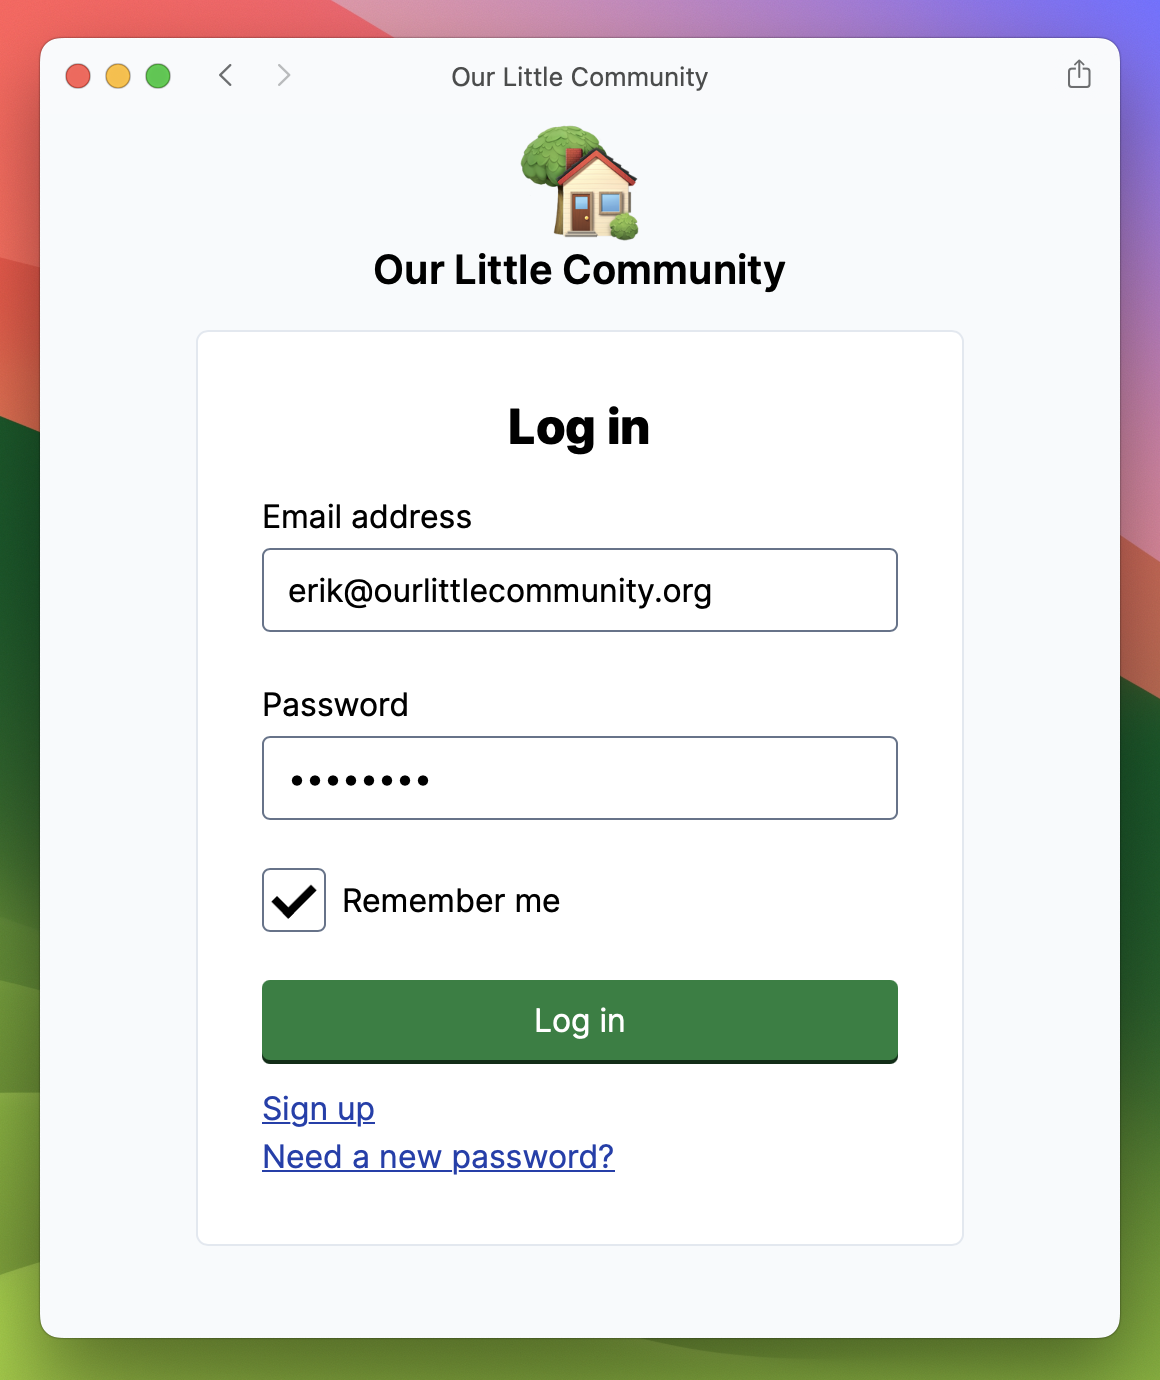 Our Little Community
Our Little Community
Log in
Email address
erik@ourlittlecommunity.org
Password
••••••••
Remember me
Log in
Sign up
Need a new password?